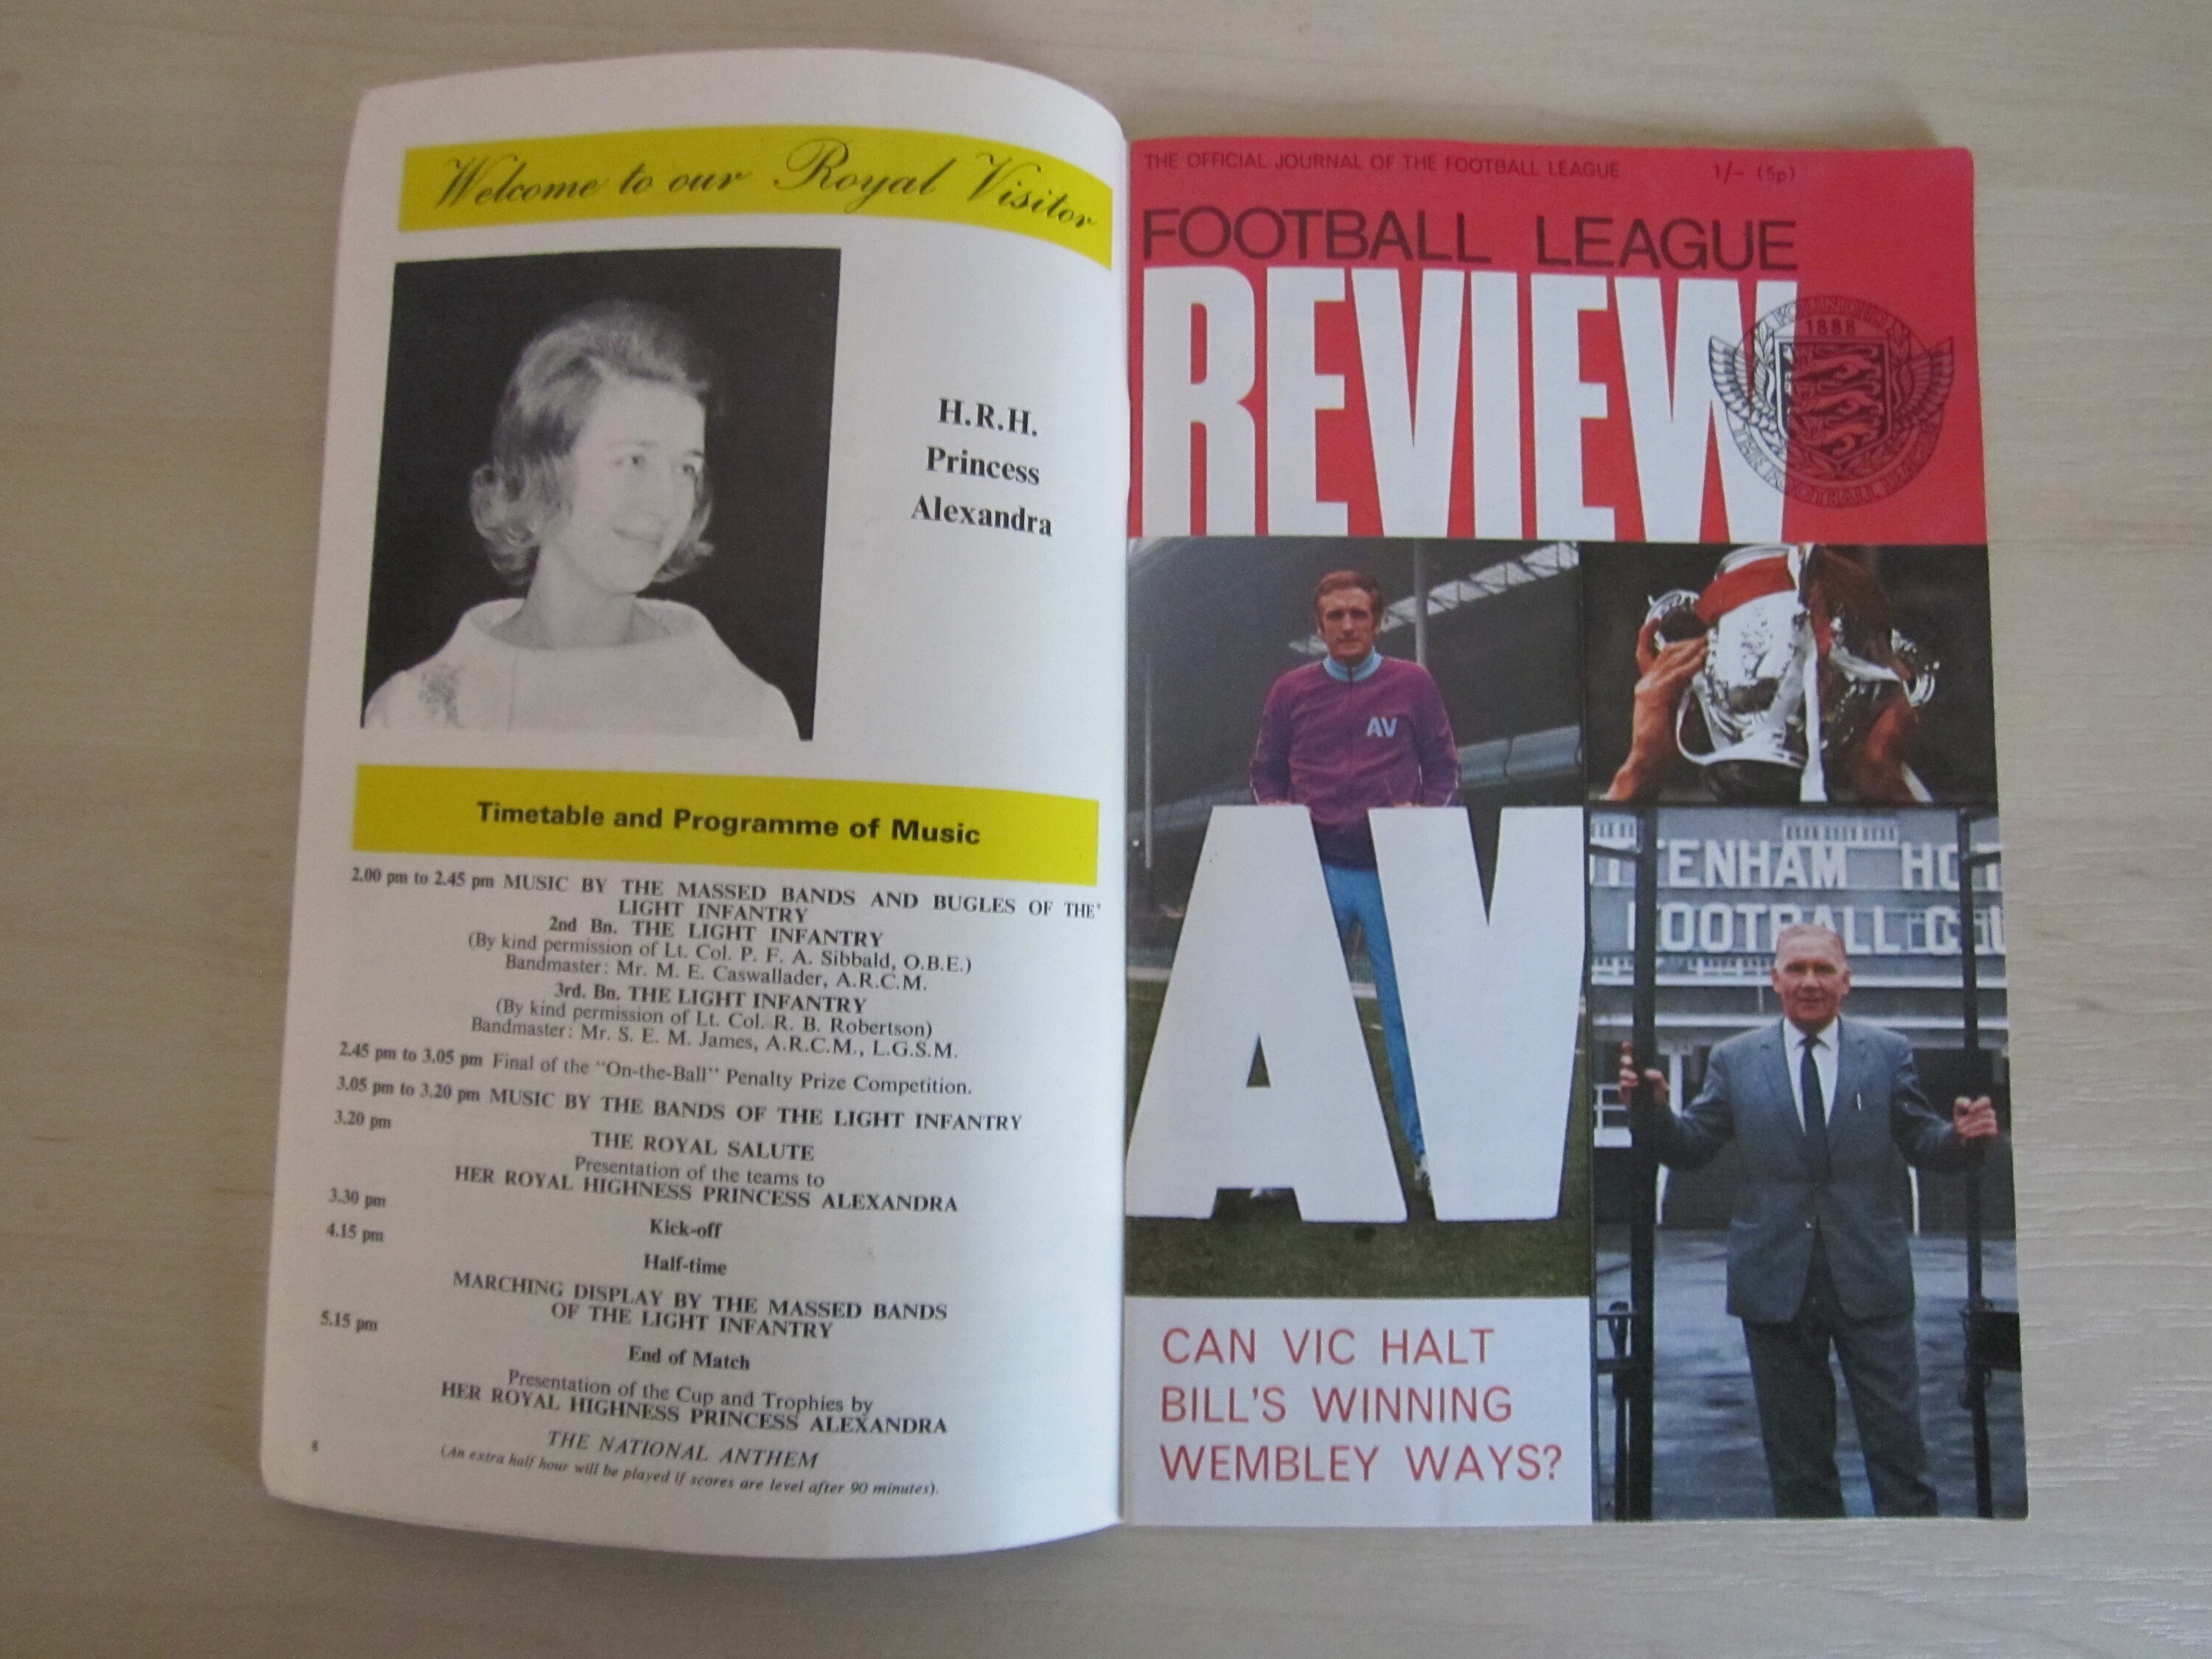 Welcome to our Royal Visitor
H.R.H.
Princess
Alexandra
Timetable and Programme of Music
2.00 pm to 2.45 pm MUSIC BY THE MASSED BANDS AND BUGLES OF THE
LIGHT INFANTRY
2nd Bn. THE LIGHT INFANTRY
(By kind permission of Lt. Col. P. F. A. Sibbald, O.B.E.)
Bandmaster: Mr. M. E. Caswallader, A.R.C.M.
3rd. Bn. THE LIGHT INFANTRY
(By kind permission of Lt. Col. R. B. Robertson)
Bandmaster: Mr. S. E. M. James, A.R.C.M., L.G.S.M.
2.45 pm to 3.05 pm Final of the "On-the-Ball" Penalty Prize Competition.
3.05 pm to 3.20 pm MUSIC BY THE BANDS OF THE LIGHT INFANTRY
3.20 pm
THE ROYAL SALUTE
Presentation of the teams to
HER ROYAL HIGHNESS PRINCESS ALEXANDRA
3.30 pm
Kick-off
4.15 pm
Half-time
MARCHING DISPLAY BY THE MASSED BANDS
OF THE LIGHT INFANTRY
5.15 pm
End of Match
Presentation of the Cup and Trophies by
HER ROYAL HIGHNESS PRINCESS ALEXANDRA
THE NATIONAL ANTHEM
(An extra half hour will be played if scores are level after 90 minutes).
8
THE OFFICIAL JOURNAL OF THE FOOTBALL LEAGUE 1/- (5p)
FOOTBALL LEAGUE
REVIEW
FOUNDED
1888
THE FOOTBALL LEAGUE
AV
AV
TTENHAM HOT
FOOTBALL CLU
CAN VIC HALT
BILL'S WINNING
WEMBLEY WAYS?